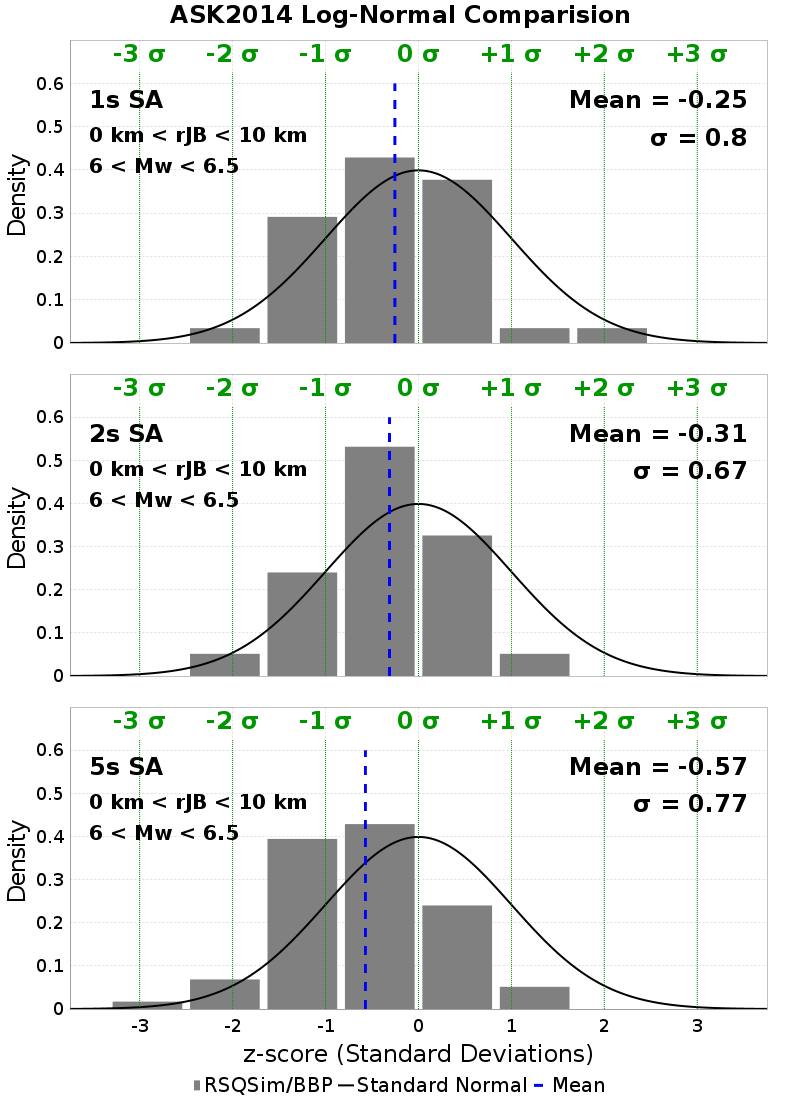 ASK2014 Log-Normal Comparision
-3 σ -2 σ -1 σ 0 σ +1 σ +2 σ +3 σ
1s SA
0 km < rJB < 10 km
6 < Mw < 6.5
Mean = -0.25
σ = 0.8
0.6
0.5
0.4
0.3
0.2
0.1
0
Density
-3 σ -2 σ -1 σ 0 σ +1 σ +2 σ +3 σ
2s SA
0 km < rJB < 10 km
6 < Mw < 6.5
Mean = -0.31
σ = 0.67
0.6
0.5
0.4
0.3
0.2
0.1
0
Density
-3 σ -2 σ -1 σ 0 σ +1 σ +2 σ +3 σ
5s SA
0 km < rJB < 10 km
6 < Mw < 6.5
Mean = -0.57
σ = 0.77
0.6
0.5
0.4
0.3
0.2
0.1
0
Density
-3 -2 -1 0 1 2 3
z-score (Standard Deviations)
RSQSim/BBP Standard Normal Mean